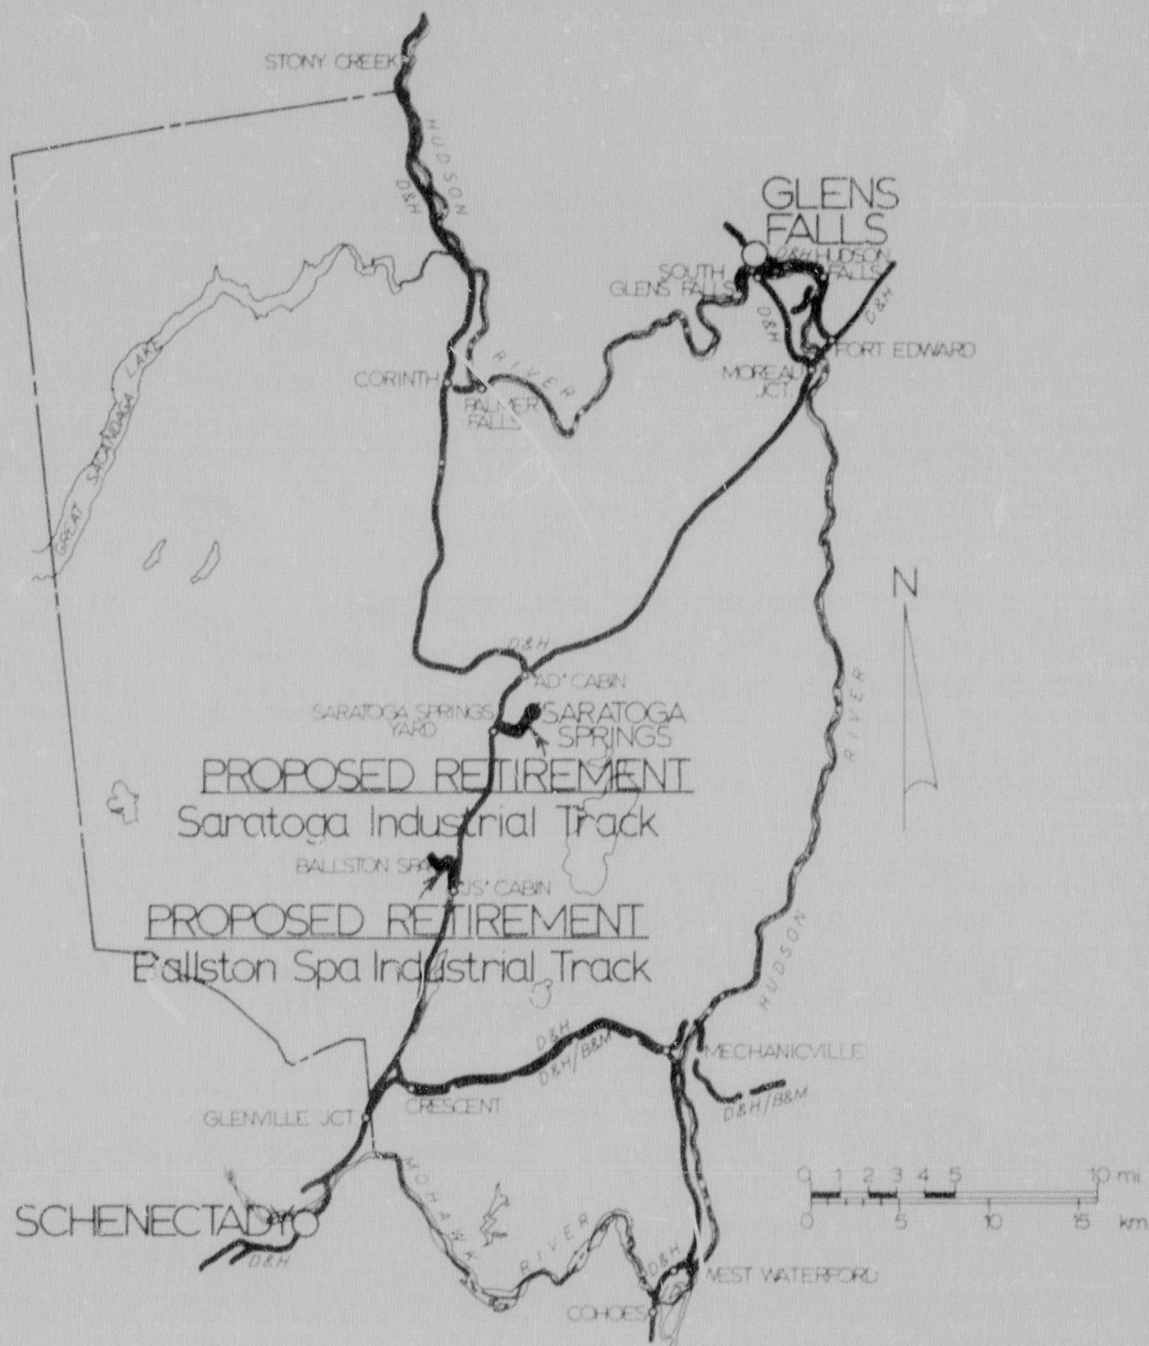 STONY CREEK
HUDSON
D&H
GLENS
FALLS
D&H
HUDSON
FALLS
SOUTH
GLENS FALLS
D&H
D&H
FORT EDWARD
MOREAU
JCT.
GREAT SACANDAGA LAKE
CORINTH
RIVER
PALMER
FALLS
N
D&H
'AD' CABIN
SARATOGA SPRINGS
YARD
SARATOGA
SPRINGS
RIVER
PROPOSED RETIREMENT
Saratoga Industrial Track
BALLSTON SPA
'JS' CABIN
PROPOSED RETIREMENT
Ballston Spa Industrial Track
HUDSON
D&H
D&H/B&M
MECHANICVILLE
D&H/B&M
CRESCENT
GLENVILLE JCT.
MOHAWK
RIVER
0 1 2 3 4 5 10 mi
0 5 10 15 km
SCHENECTADY
D&H
D&H
WEST WATERFORD
COHOES